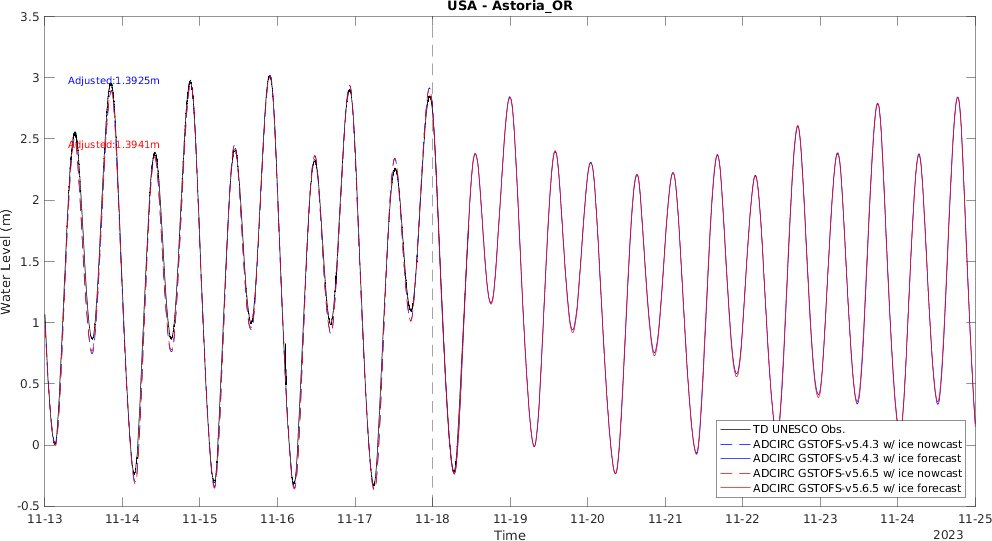 USA - Astoria_OR
3.5
3
2.5
2
1.5
1
0.5
0
-0.5
Water Level (m)
Adjusted:1.3925m
Adjusted:1.3941m
TD UNESCO Obs.
ADCIRC GSTOFS-v5.4.3 w/ ice nowcast
ADCIRC GSTOFS-v5.4.3 w/ ice forecast
ADCIRC GSTOFS-v5.6.5 w/ ice nowcast
ADCIRC GSTOFS-v5.6.5 w/ ice forecast
11-13 11-14 11-15 11-16 11-17 11-18 11-19 11-20 11-21 11-22 11-23 11-24 11-25
Time
2023